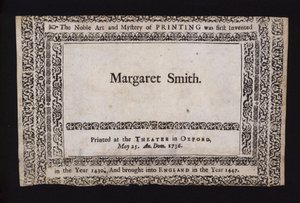 The Noble Art and Mystery of PRINTING was first Invented
Margaret Smith.
Printed at the THEATER in OXFORD,
May 25. An. Dom. 1736.
in the Year 1430, And brought into ENGLAND in the Year 1447.